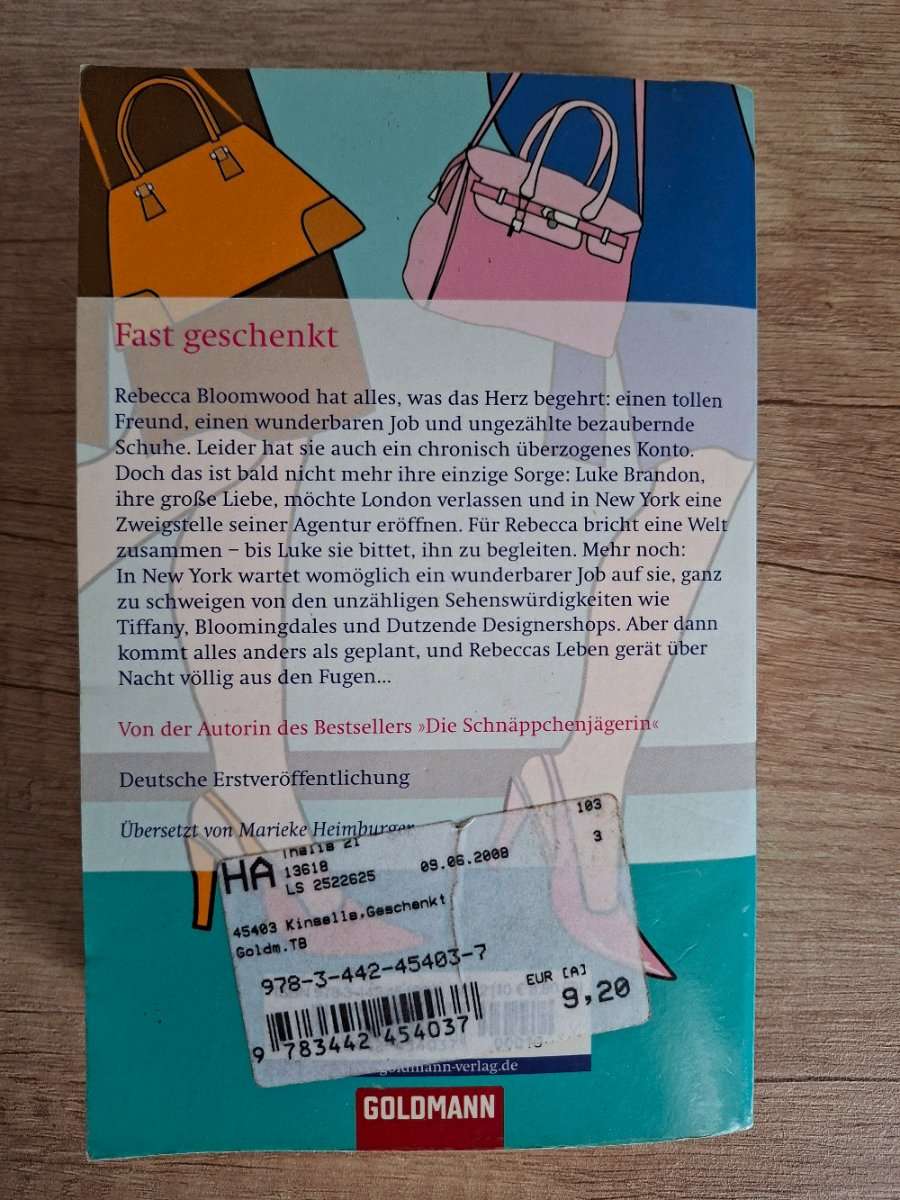 Fast geschenkt
Rebecca Bloomwood hat alles, was das Herz begehrt: einen tollen
Freund, einen wunderbaren Job und ungezählte bezaubernde
Schuhe. Leider hat sie auch ein chronisch überzogenes Konto.
Doch das ist bald nicht mehr ihre einzige Sorge: Luke Brandon,
ihre große Liebe, möchte London verlassen und in New York eine
Zweigstelle seiner Agentur eröffnen. Für Rebecca bricht eine Welt
zusammen – bis Luke sie bittet, ihn zu begleiten. Mehr noch:
In New York wartet womöglich ein wunderbarer Job auf sie, ganz
zu schweigen von den unzähligen Sehenswürdigkeiten wie
Tiffany, Bloomingdales und Dutzende Designershops. Aber dann
kommt alles anders als geplant, und Rebeccas Leben gerät über
Nacht völlig aus den Fugen...
Von der Autorin des Bestsellers »Die Schnäppchenjägerin«
Deutsche Erstveröffentlichung
Übersetzt von Marieke Heimburger
103
Thalia 21
3
HA 13618 09.06.2008
LS 2522625
45403 Kinsella,Geschenkt
Goldm.TB
978-3-442-45403-7
EUR [A]
9,20
9 783442 454037
goldmann-verlag.de
GOLDMANN